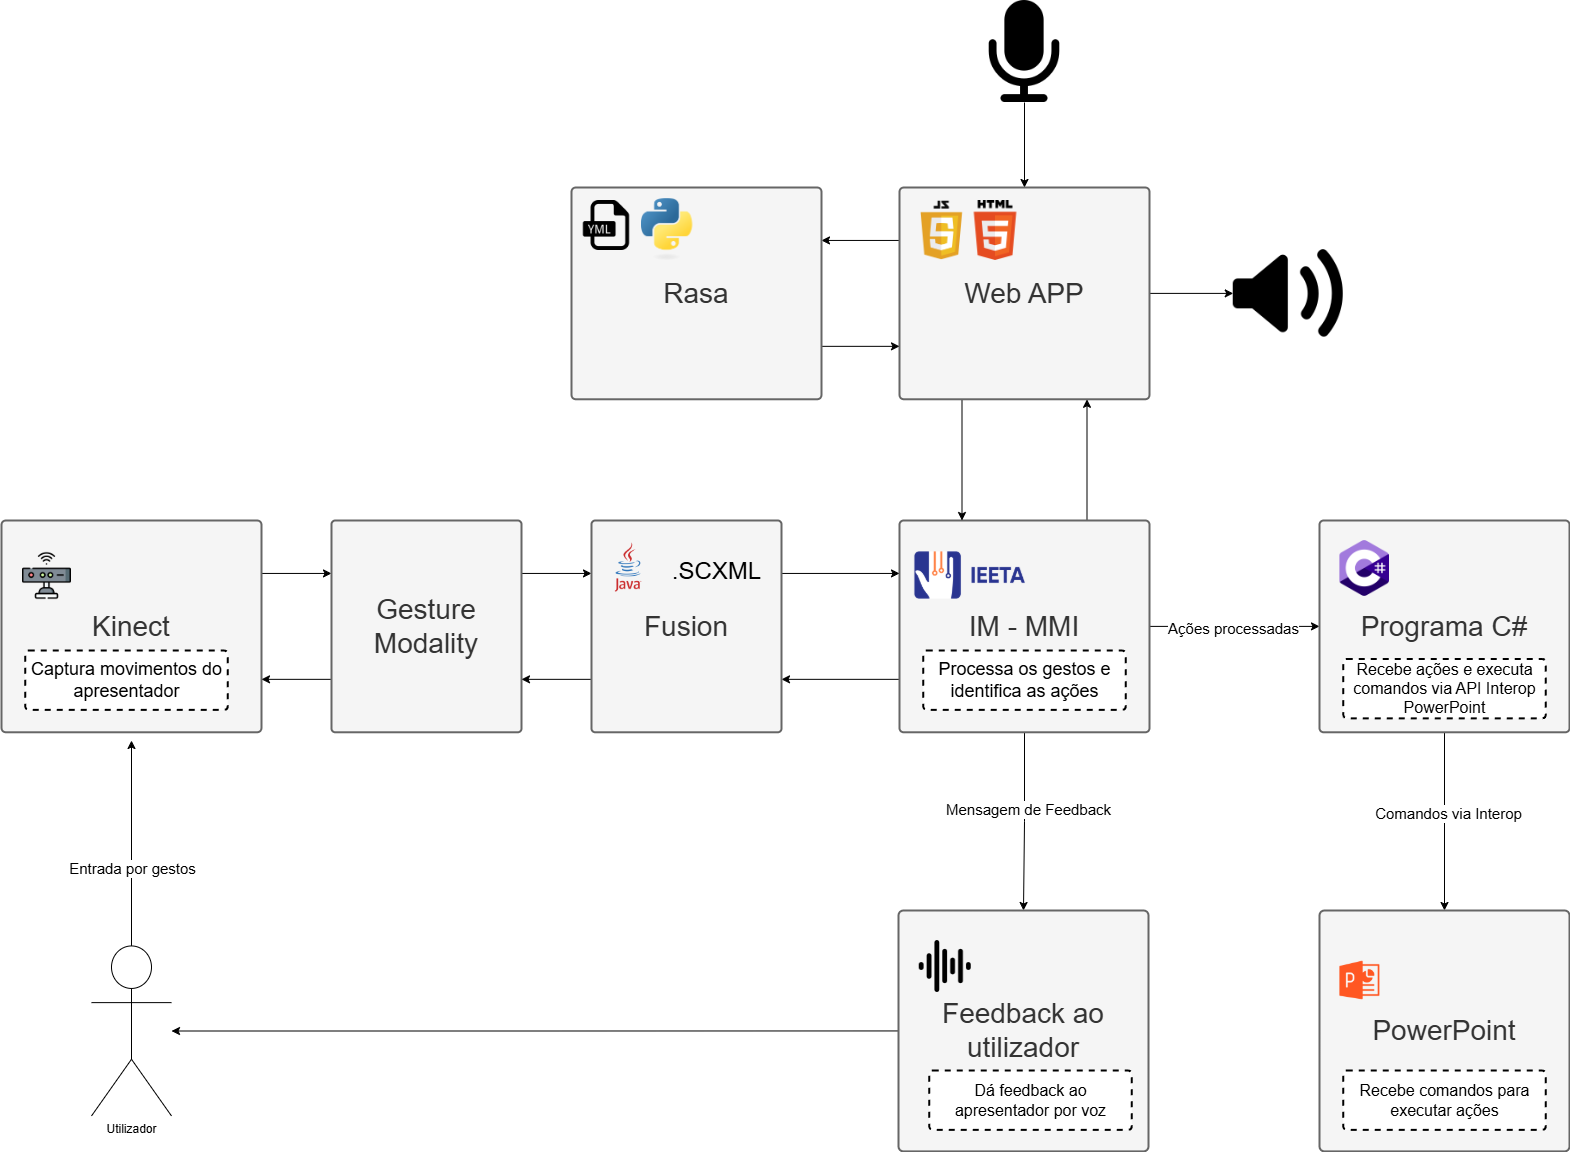 JS
HTML
YML
Rasa
Web APP
Java
.SCXML
IEETA
C#
Kinect
Captura movimentos do
apresentador
Gesture
Modality
Fusion
IM - MMI
Processa os gestos e
identifica as ações
Ações processadas
Programa C#
Recebe ações e executa
comandos via API Interop
PowerPoint
Mensagem de Feedback
Comandos via Interop
Entrada por gestos
Utilizador
Feedback ao
utilizador
Dá feedback ao
apresentador por voz
P
PowerPoint
Recebe comandos para
executar ações